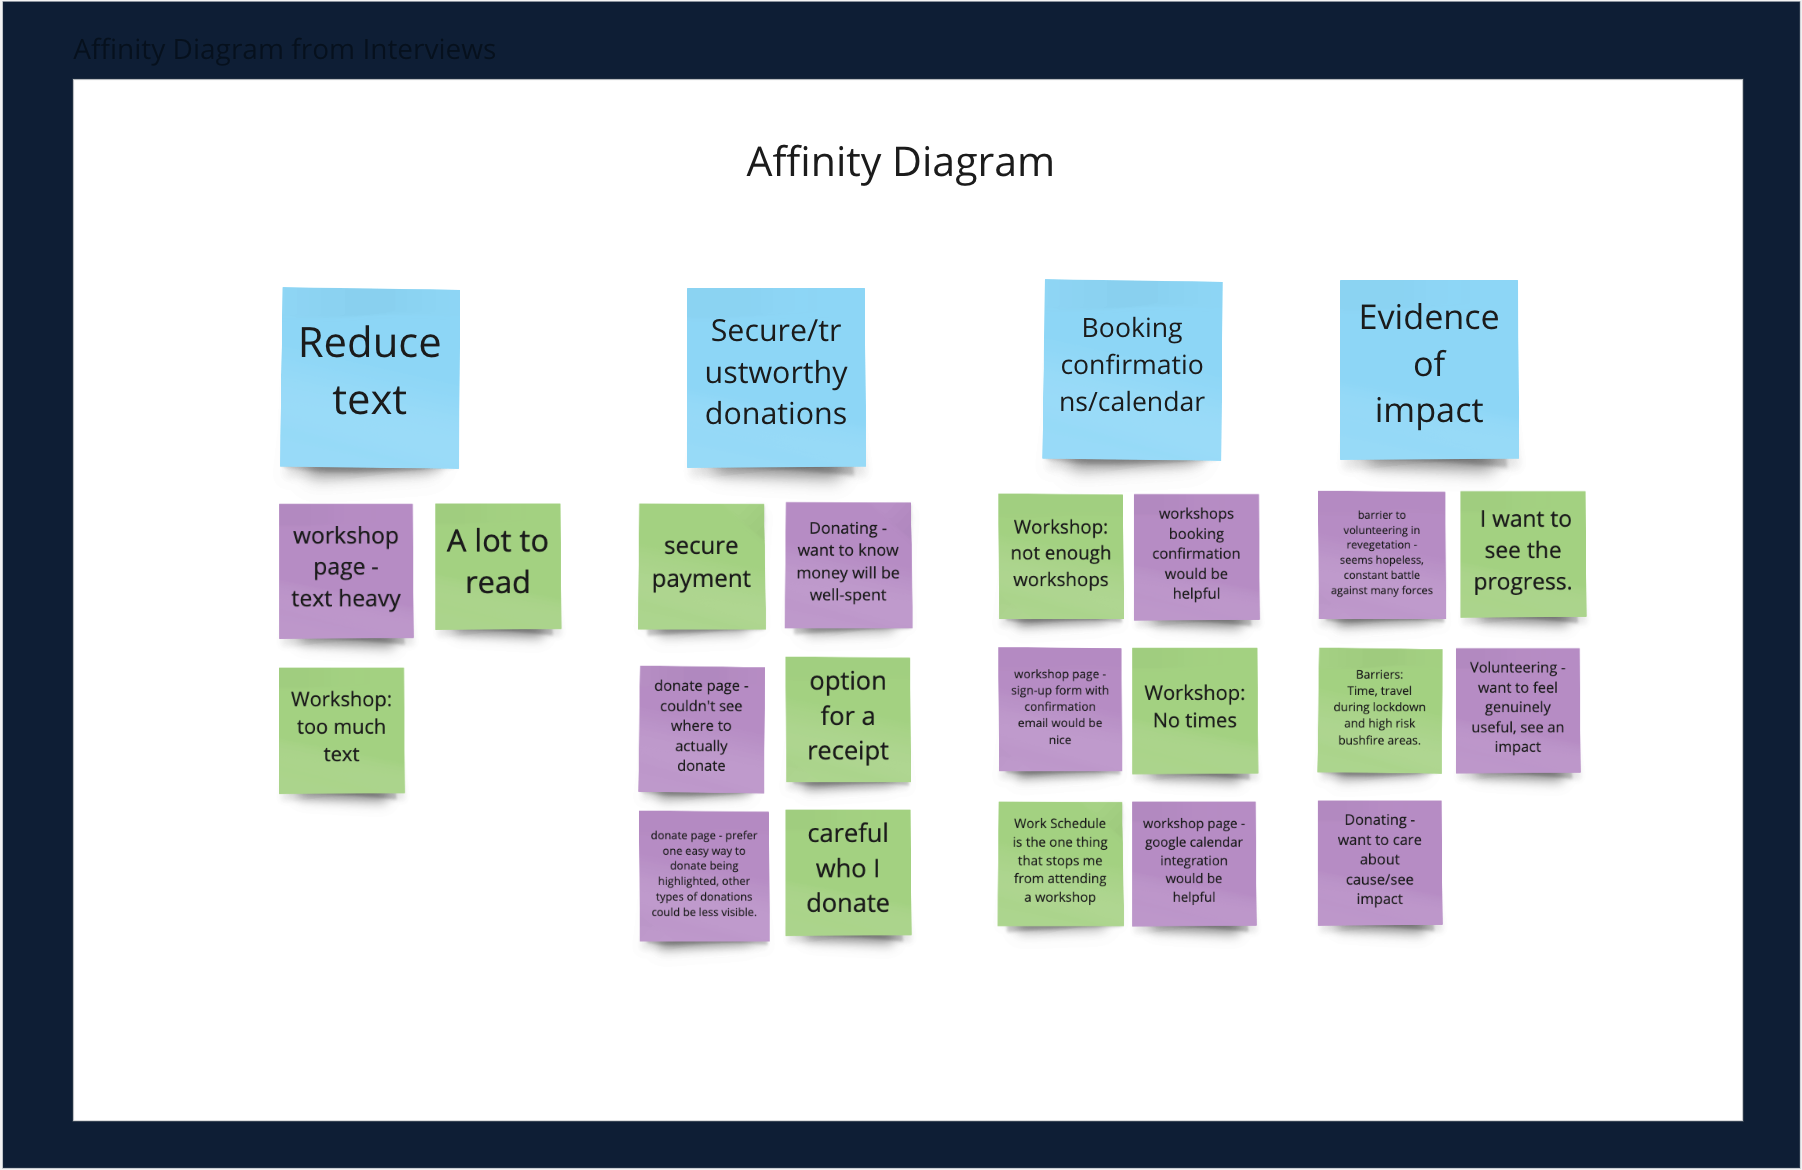 Affinity Diagram from Interviews
Affinity Diagram
Reduce
text
workshop
page -
text heavy
A lot to
read
Workshop:
too much
text
Secure/tr
ustworthy
donations
secure
payment
Donating -
want to know
money will be
well-spent
donate page -
couldn't see
where to
actually
donate
option
for a
receipt
donate page - prefer
one easy way to
donate being
highlighted, other
types of donations
could be less visible.
careful
who I
donate
Booking
confirmatio
ns/calendar
Workshop:
not enough
workshops
workshops
booking
confirmation
would be
helpful
workshop page -
sign-up form with
confirmation
email would be
nice
Workshop:
No times
Work Schedule
is the one thing
that stops me
from attending
a workshop
workshop page -
google calendar
integration
would be
helpful
Evidence
of
impact
barrier to
volunteering in
revegetation -
seems hopeless,
constant battle
against many forces
I want to
see the
progress.
Barriers:
Time, travel
during lockdown
and high risk
bushfire areas.
Volunteering -
want to feel
genuinely
useful, see an
impact
Donating -
want to care
about
cause/see
impact